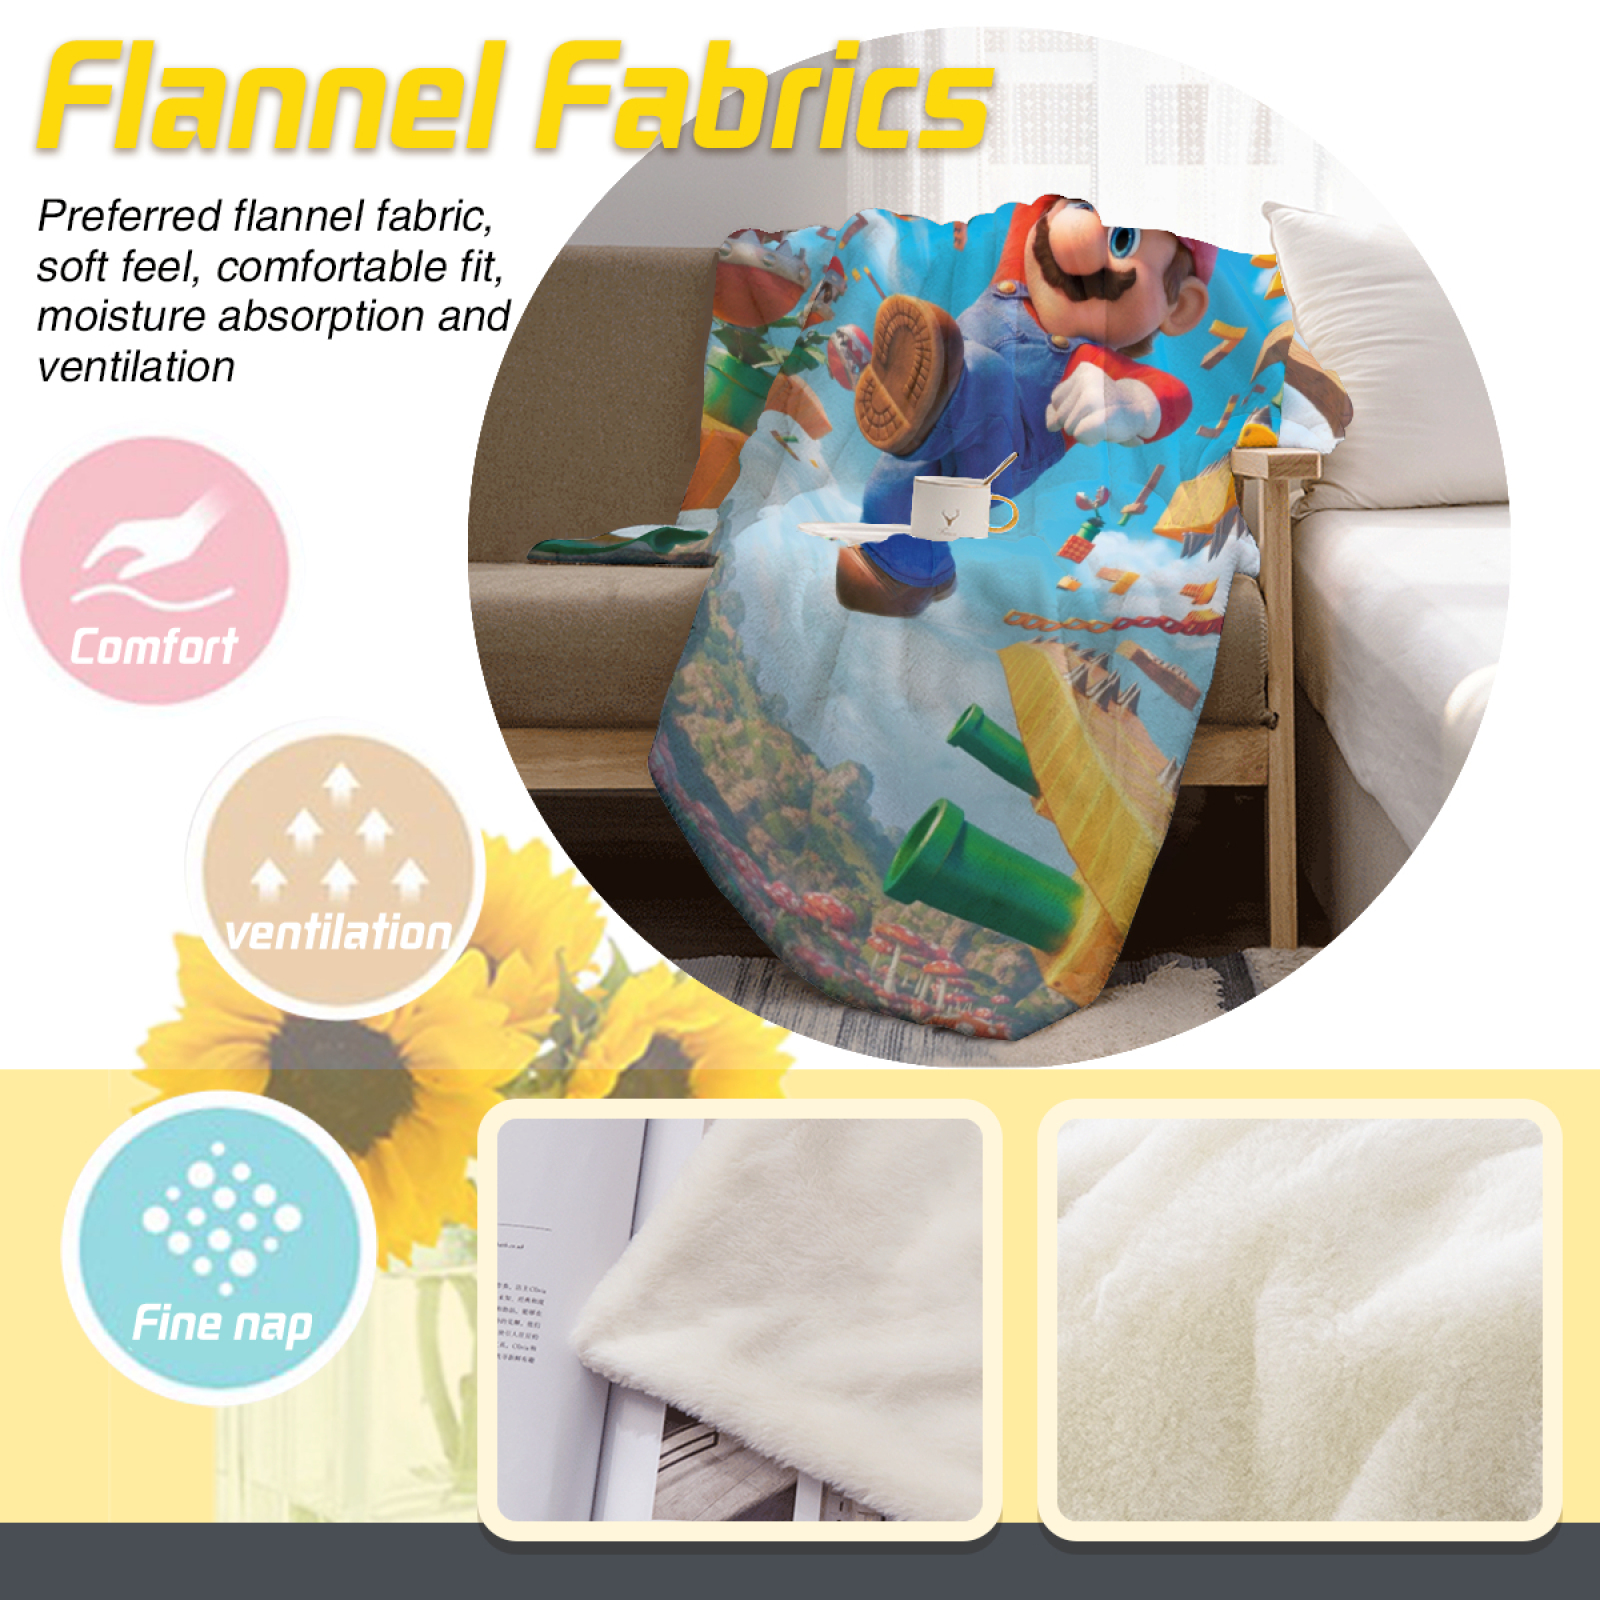 Flannel Fabrics
Preferred flannel fabric,
soft feel, comfortable fit,
moisture absorption and
ventilation
Comfort
ventilation
Fine nap